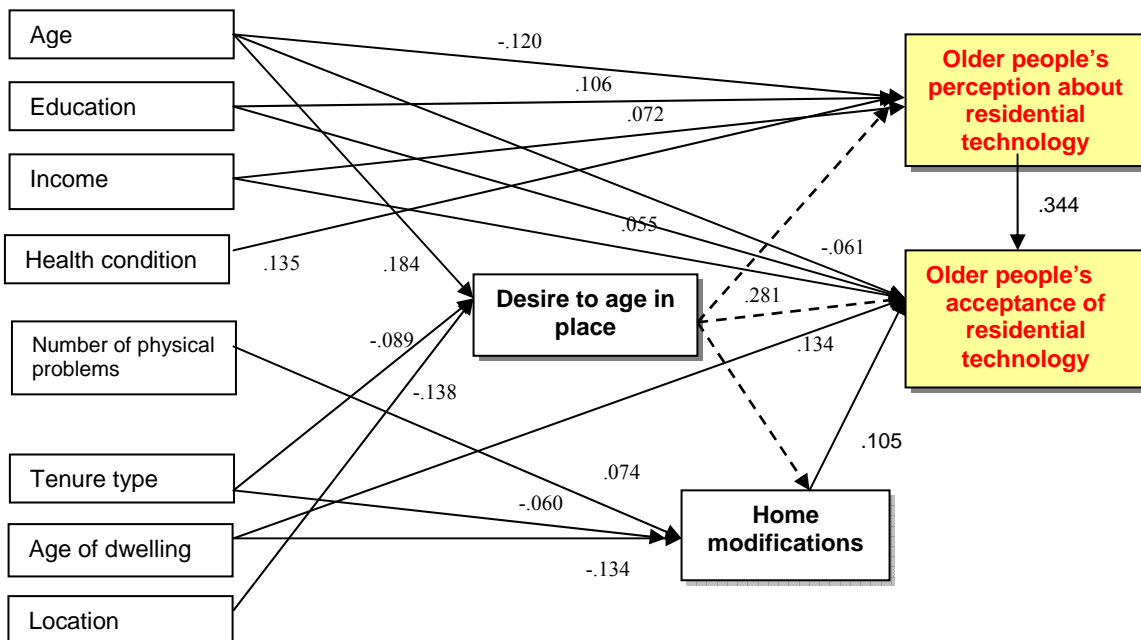 Age
Education
Income
Health condition
Number of physical
problems
Tenure type
Age of dwelling
Location
-.120
.106
.072
.135
.184
.055
-.061
-.089
-.138
.281
.134
.074
-.060
-.134
.105
.344
Desire to age in
place
Home
modifications
Older people's
perception about
residential
technology
Older people's
acceptance of
residential
technology